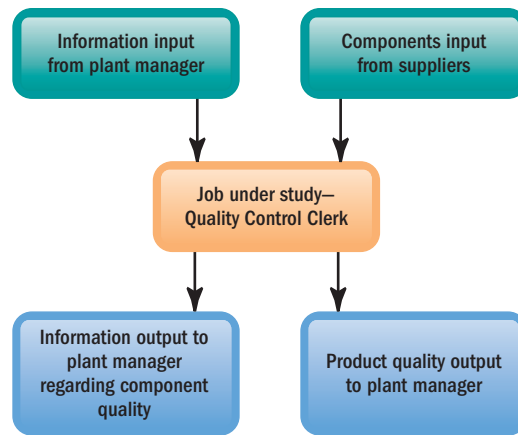 Information input
from plant manager
Components input
from suppliers
Job under study—
Quality Control Clerk
Information output to
plant manager
regarding component
quality
Product quality output
to plant manager